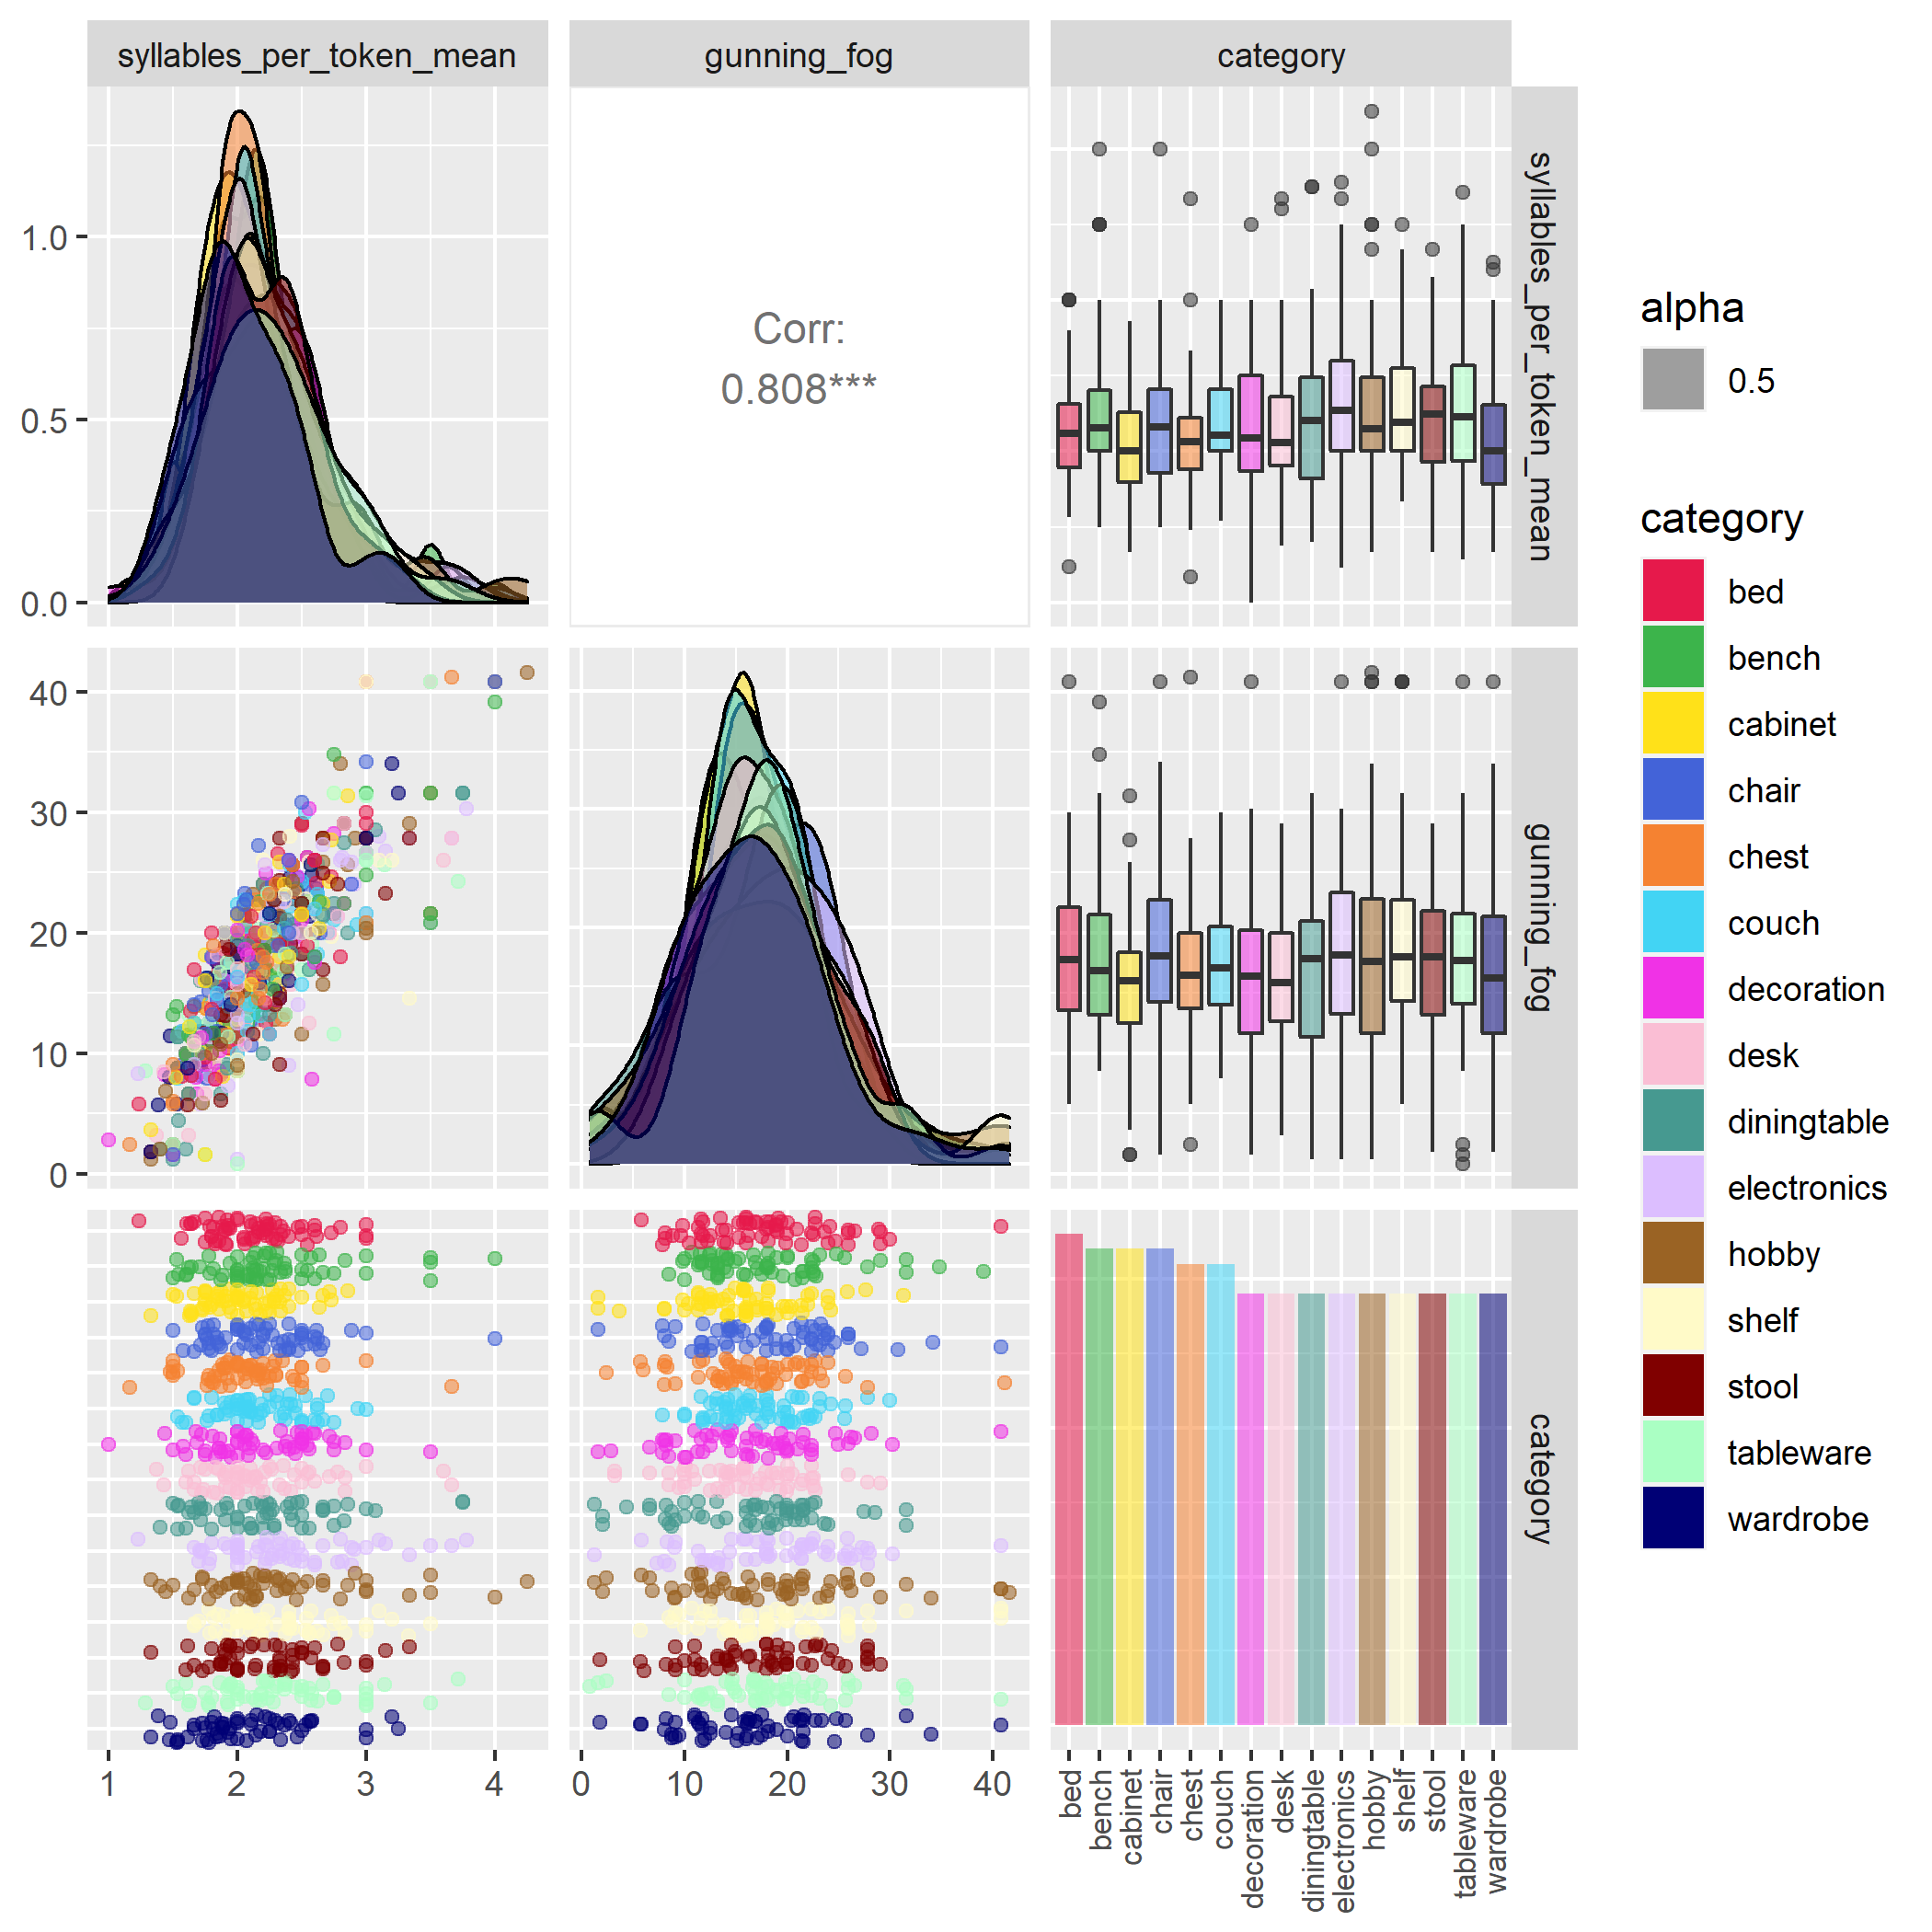 syllables_per_token_mean
gunning_fog
category
1.0
0.5
0.0
Corr:
0.808***
syllables_per_token_mean
40
30
20
10
0
gunning_fog
category
1
2
3
4
0
10
20
30
40
bed
bench
cabinet
chair
chest
couch
decoration
desk
diningtable
electronics
hobby
shelf
stool
tableware
wardrobe
alpha
0.5
category
bed
bench
cabinet
chair
chest
couch
decoration
desk
diningtable
electronics
hobby
shelf
stool
tableware
wardrobe